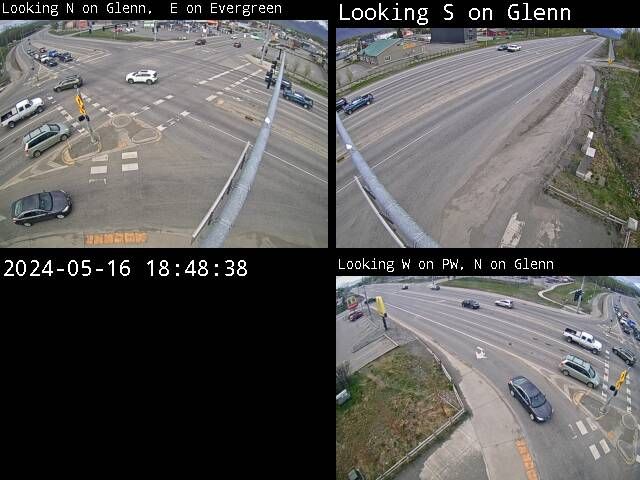 Looking N on Glenn, E on Evergreen
Looking S on Glenn
2024-05-16 18:48:38
Looking W on PW, N on Glenn